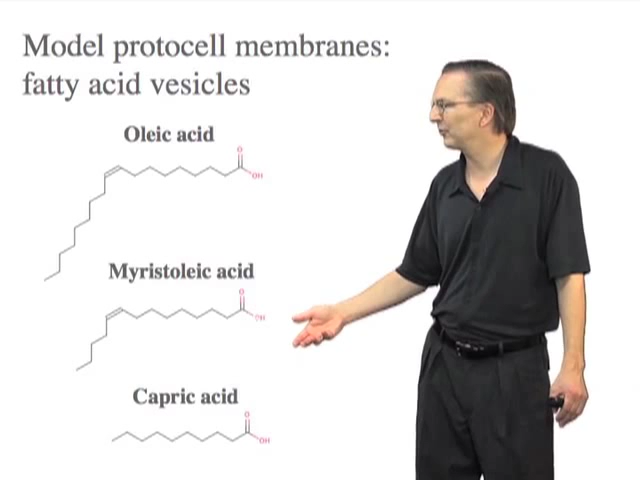 Model protocell membranes:
fatty acid vesicles
Oleic acid
O
OH
Myristoleic acid
O
OH
Capric acid
O
OH